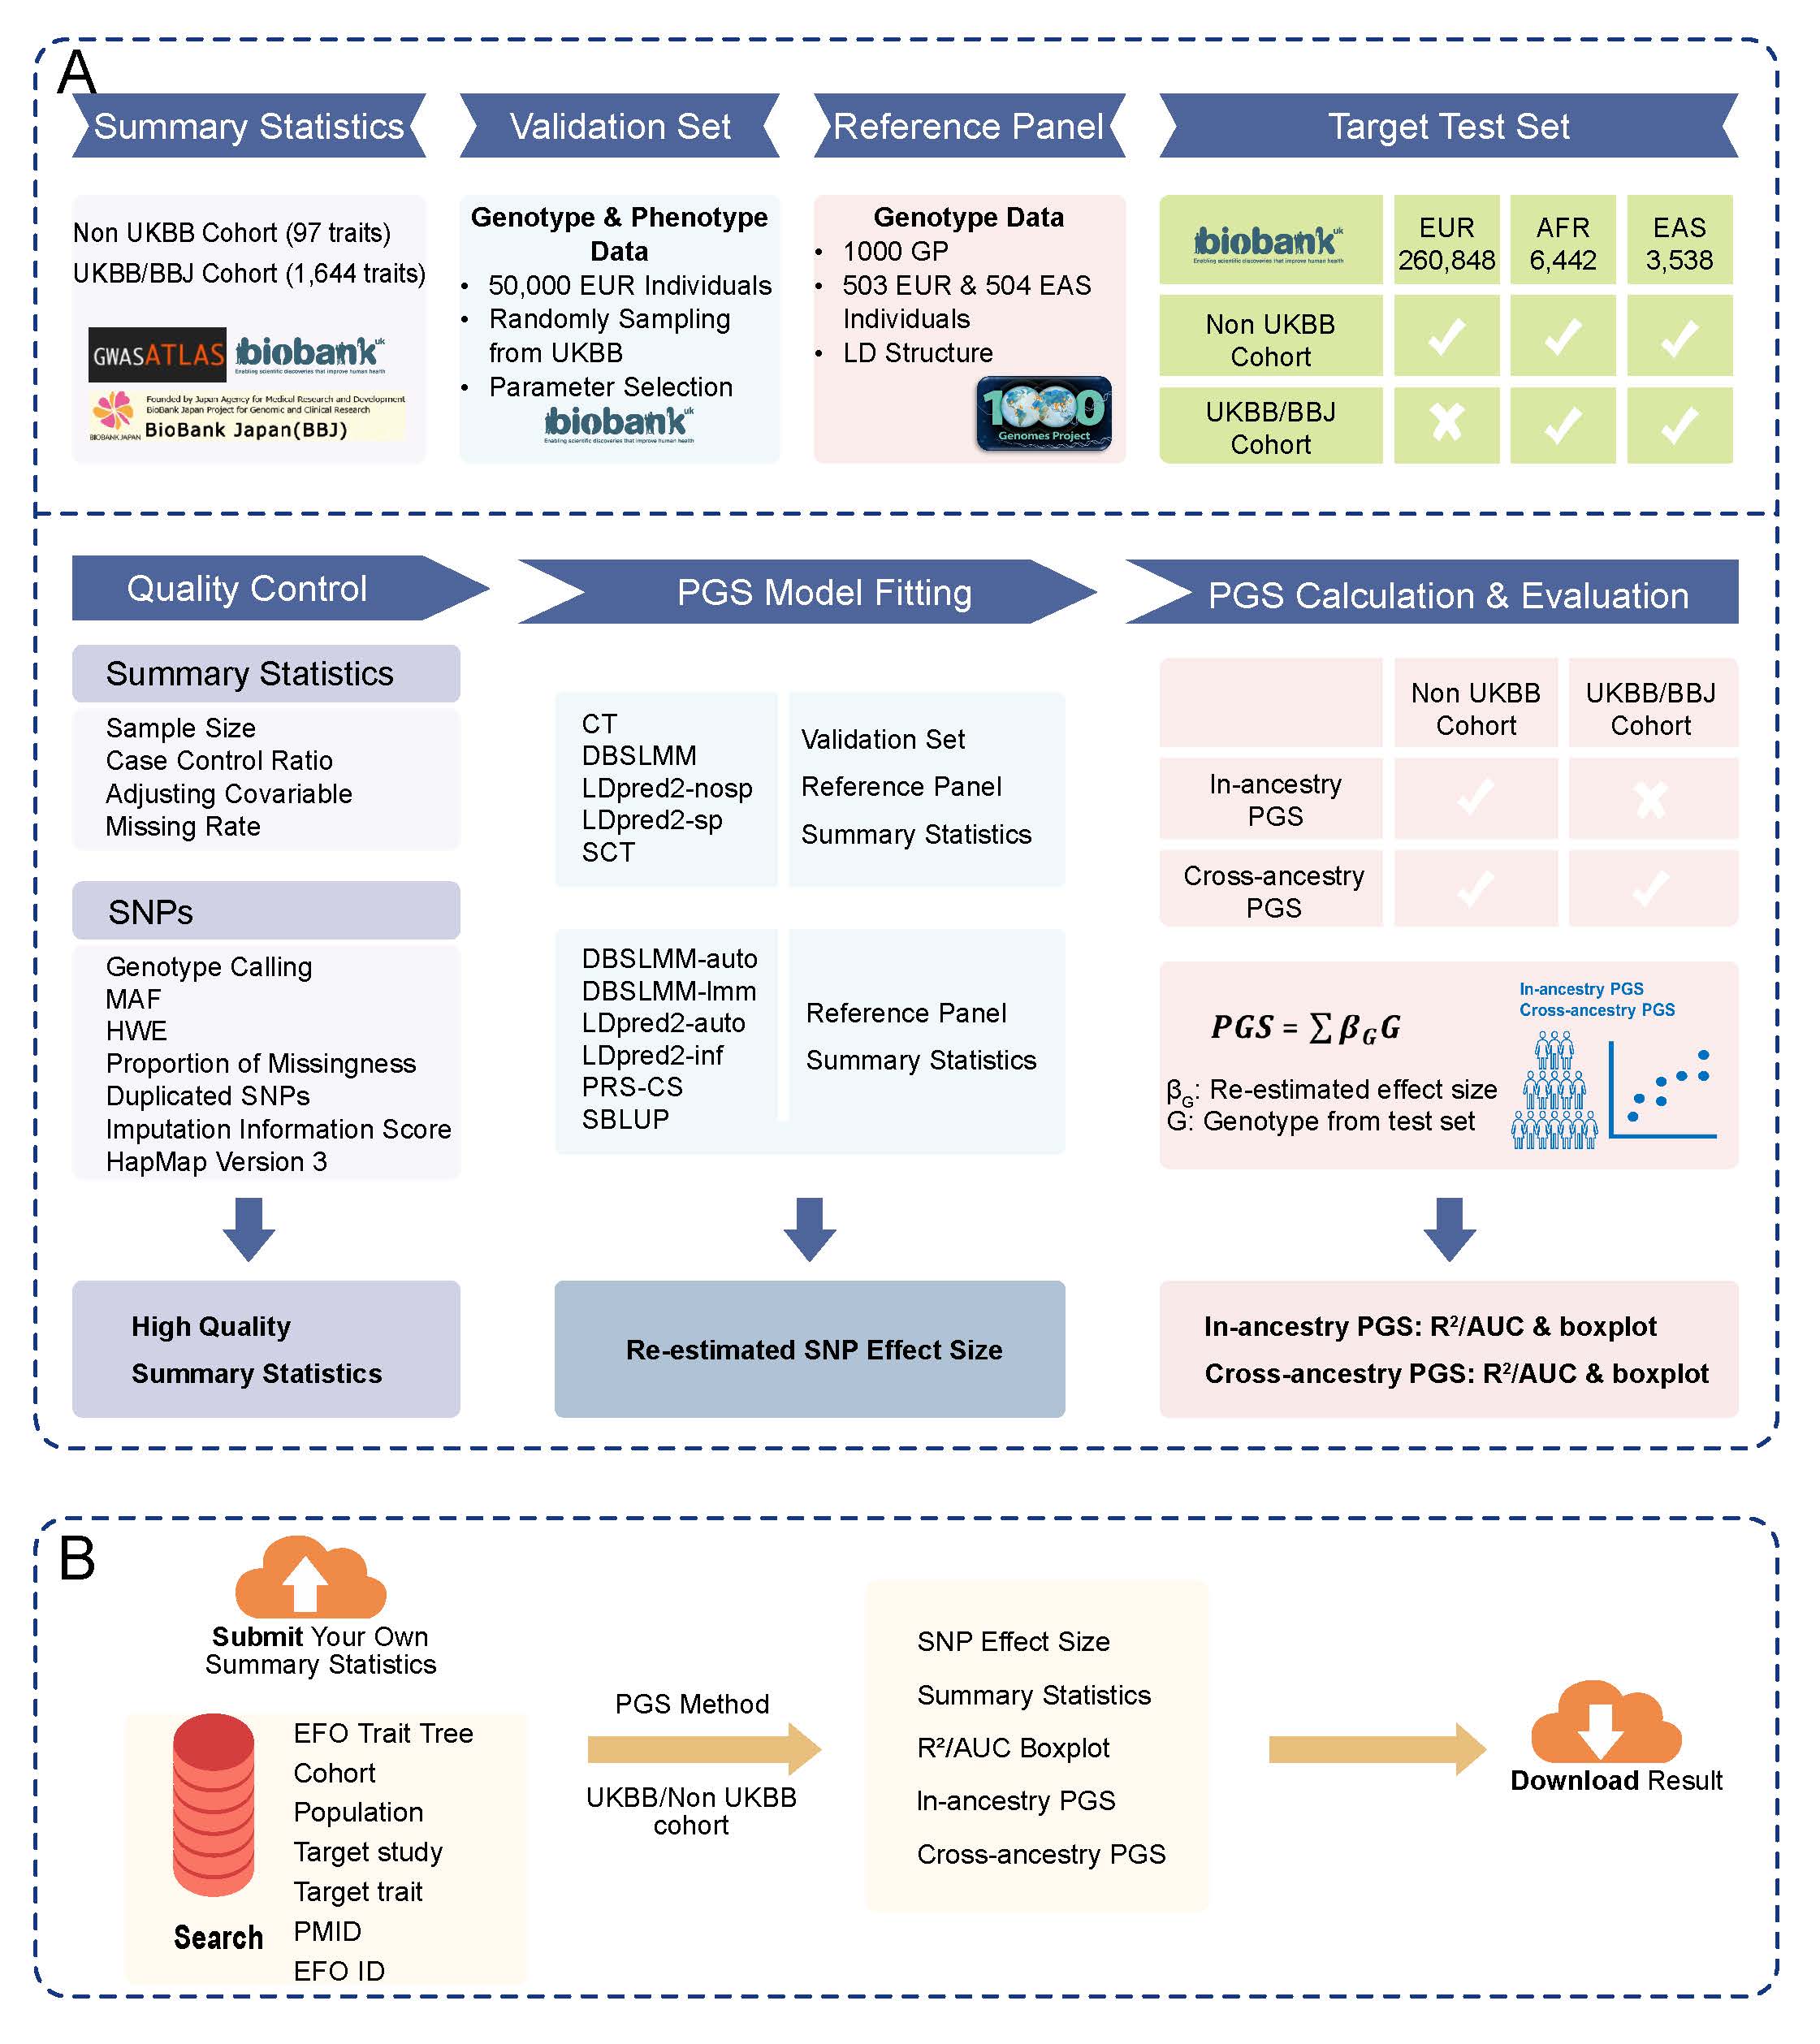 A
Summary Statistics
Validation Set
Reference Panel
Target Test Set
Non UKBB Cohort (97 traits)
UKBB/BBJ Cohort (1,644 traits)
GWASATLAS
biobank uk
Enabling scientific discoveries that improve human health
BIOBANK JAPAN
Founded by Japan Agency for Medical Research and Development
BioBank Japan Project for Genomic and Clinical Research
BioBank Japan(BBJ)
Genotype & Phenotype
Data
• 50,000 EUR Individuals
• Randomly Sampling
from UKBB
• Parameter Selection
biobank uk
Enabling scientific discoveries that improve human health
Genotype Data
• 1000 GP
• 503 EUR & 504 EAS
Individuals
• LD Structure
1000
Genomes Project
biobank uk
Enabling scientific discoveries that improve human health
EUR
260,848
AFR
6,442
EAS
3,538
Non UKBB
Cohort
UKBB/BBJ
Cohort
Quality Control
PGS Model Fitting
PGS Calculation & Evaluation
Summary Statistics
Sample Size
Case Control Ratio
Adjusting Covariable
Missing Rate
SNPs
Genotype Calling
MAF
HWE
Proportion of Missingness
Duplicated SNPs
Imputation Information Score
HapMap Version 3
High Quality
Summary Statistics
CT
DBSLMM
LDpred2-nosp
LDpred2-sp
SCT
Validation Set
Reference Panel
Summary Statistics
DBSLMM-auto
DBSLMM-lmm
LDpred2-auto
LDpred2-inf
PRS-CS
SBLUP
Reference Panel
Summary Statistics
Re-estimated SNP Effect Size
Non UKBB
Cohort
UKBB/BBJ
Cohort
In-ancestry
PGS
Cross-ancestry
PGS
PGS = ∑ β_G G
β_G: Re-estimated effect size
G: Genotype from test set
In-ancestry PGS
Cross-ancestry PGS
In-ancestry PGS: R²/AUC & boxplot
Cross-ancestry PGS: R²/AUC & boxplot
B
Submit Your Own
Summary Statistics
Search
EFO Trait Tree
Cohort
Population
Target study
Target trait
PMID
EFO ID
PGS Method
UKBB/Non UKBB
cohort
SNP Effect Size
Summary Statistics
R²/AUC Boxplot
In-ancestry PGS
Cross-ancestry PGS
Download Result